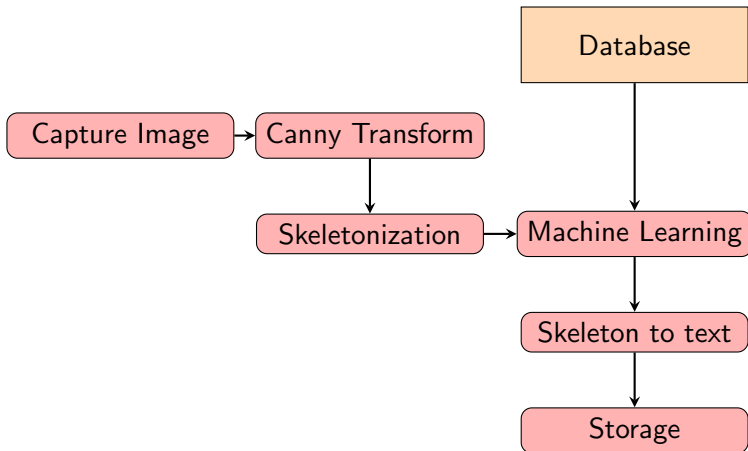 Database
Capture Image
Canny Transform
Skeletonization
Machine Learning
Skeleton to text
Storage